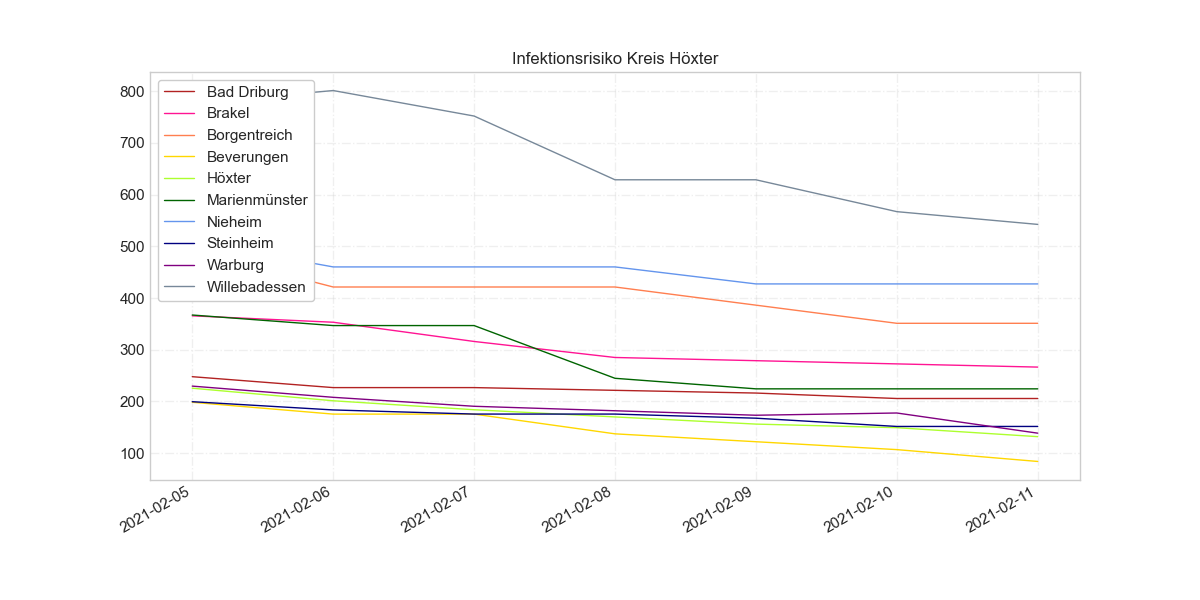 Infektionsrisiko Kreis Höxter
Bad Driburg
Brakel
Borgentreich
Beverungen
Höxter
Marienmünster
Nieheim
Steinheim
Warburg
Willebadessen
800
700
600
500
400
300
200
100
2021-02-05
2021-02-06
2021-02-07
2021-02-08
2021-02-09
2021-02-10
2021-02-11